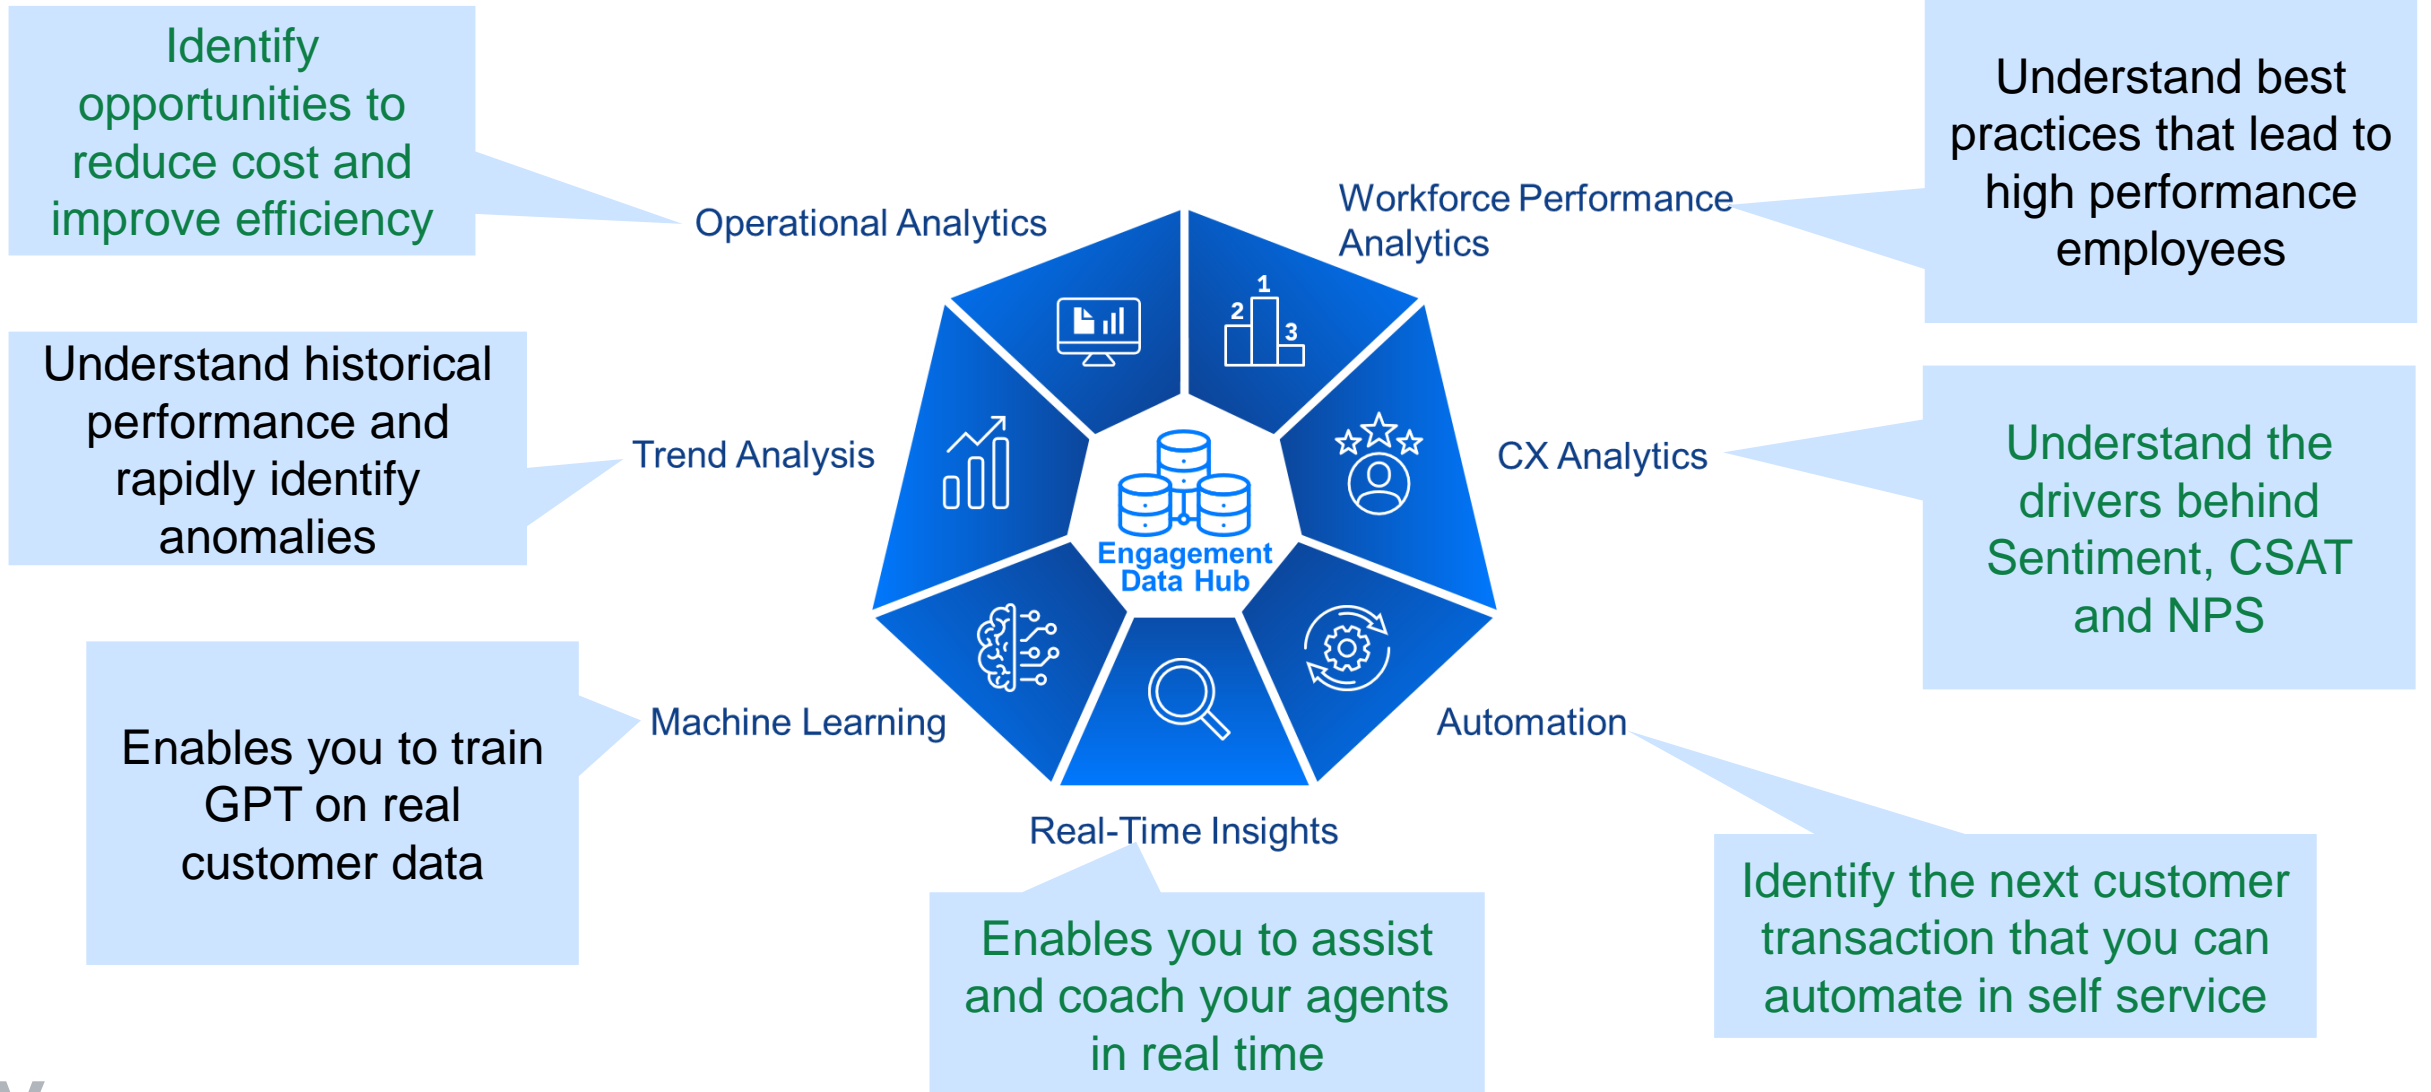 Identify
opportunities to
reduce cost and
improve efficiency
Operational Analytics
Workforce Performance
Analytics
Understand best
practices that lead to
high performance
employees
1
2
3
Understand historical
performance and
rapidly identify
anomalies
Trend Analysis
CX Analytics
Understand the
drivers behind
Sentiment, CSAT
and NPS
Engagement
Data Hub
Enables you to train
GPT on real
customer data
Machine Learning
Automation
Identify the next customer
transaction that you can
automate in self service
Real-Time Insights
Enables you to assist
and coach your agents
in real time